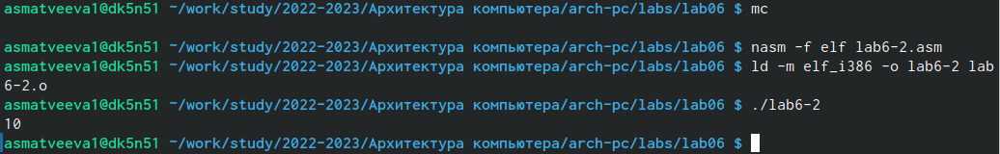 asmatveeva1@dk5n51 ~/work/study/2022-2023/Архитектура компьютера/arch-pc/labs/lab06 $ mc
asmatveeva1@dk5n51 ~/work/study/2022-2023/Архитектура компьютера/arch-pc/labs/lab06 $ nasm -f elf lab6-2.asm
asmatveeva1@dk5n51 ~/work/study/2022-2023/Архитектура компьютера/arch-pc/labs/lab06 $ ld -m elf_i386 -o lab6-2 lab
6-2.o
asmatveeva1@dk5n51 ~/work/study/2022-2023/Архитектура компьютера/arch-pc/labs/lab06 $ ./lab6-2
10
asmatveeva1@dk5n51 ~/work/study/2022-2023/Архитектура компьютера/arch-pc/labs/lab06 $